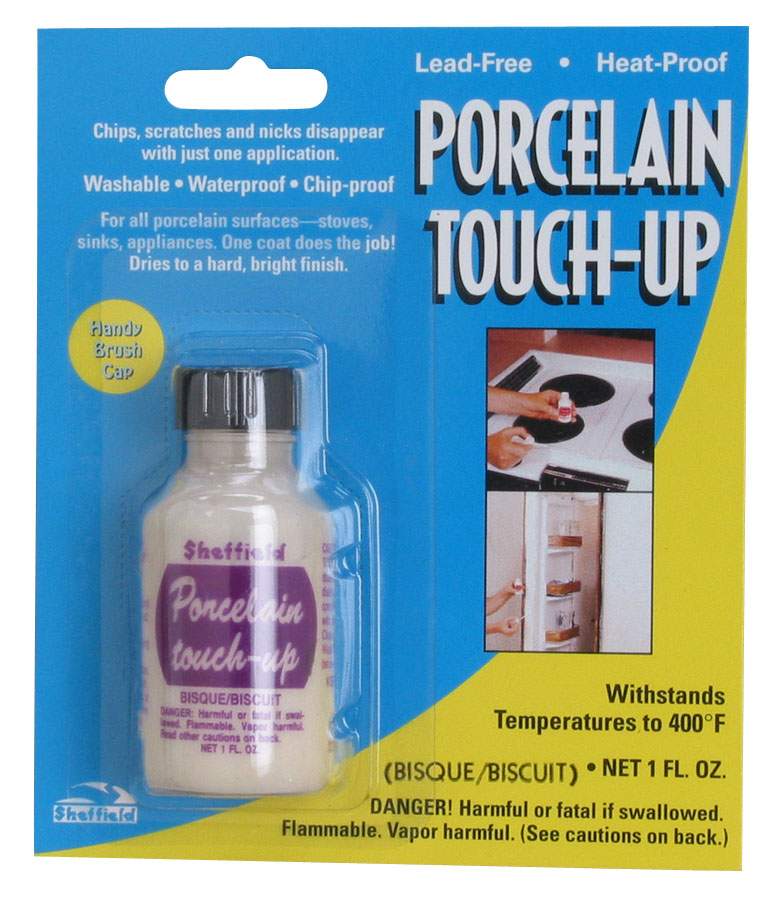 Lead-Free • Heat-Proof
PORCELAIN
TOUCH-UP
Chips, scratches and nicks disappear
with just one application.
Washable • Waterproof • Chip-proof
For all porcelain surfaces—stoves,
sinks, appliances. One coat does the job!
Dries to a hard, bright finish.
Handy
Brush
Cap
Sheffield
Porcelain
touch-up
BISQUE/BISCUIT
DANGER: Harmful or fatal if swal-
lowed. Flammable. Vapor harmful.
Read other cautions on back.
NET 1 FL. OZ.
Withstands
Temperatures to 400°F
(BISQUE/BISCUIT) • NET 1 FL. OZ.
DANGER! Harmful or fatal if swallowed.
Flammable. Vapor harmful. (See cautions on back.)
Sheffield